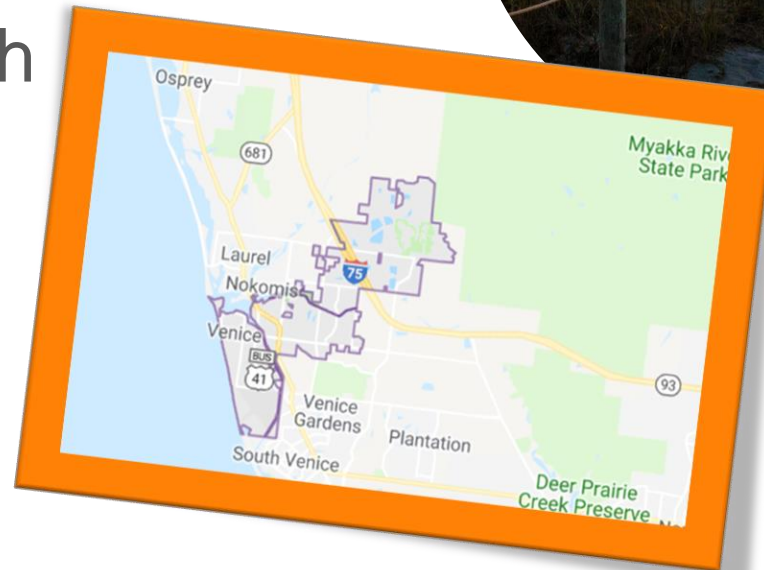 h
Osprey
681
Myakka Riv
State Park
Laurel
75
Nokomis
Venice
BUS
41
93
Venice
Gardens
Plantation
South Venice
Deer Prairie
Creek Preserve